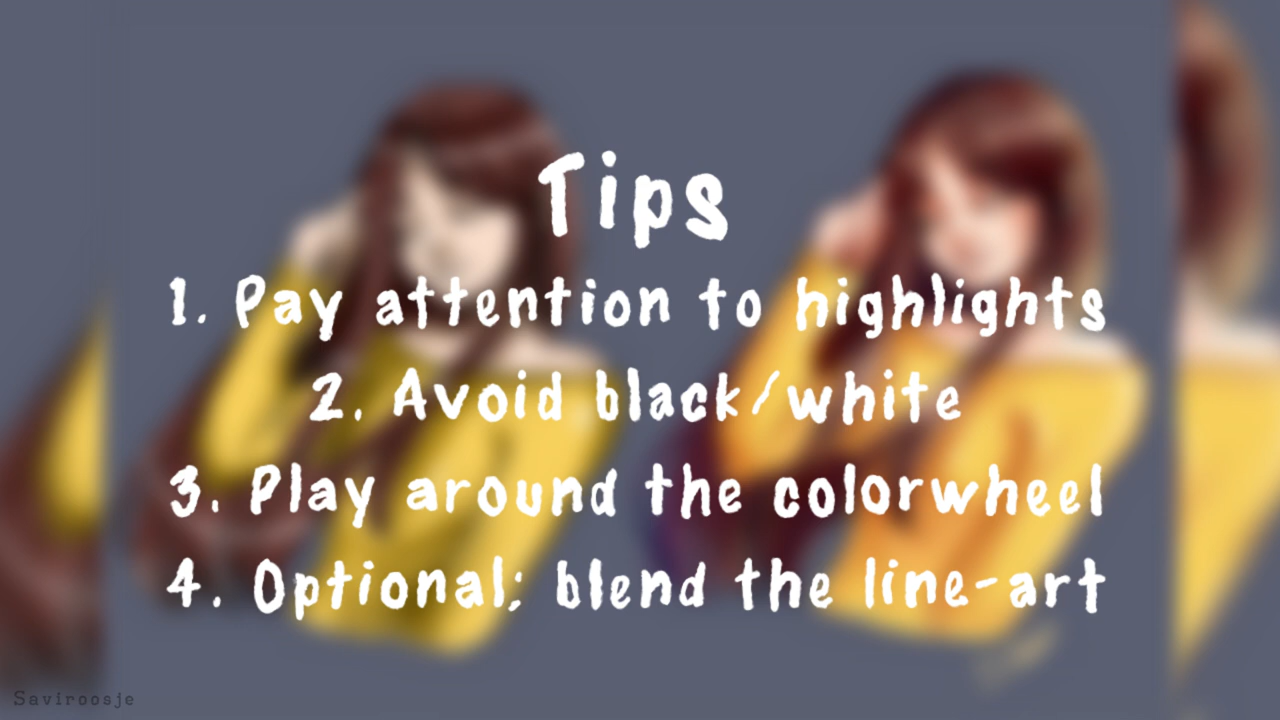 Tips
1. Pay attention to highlights
2. Avoid black/white
3. Play around the colorwheel
4. Optional; blend the line-art
Saviroosje